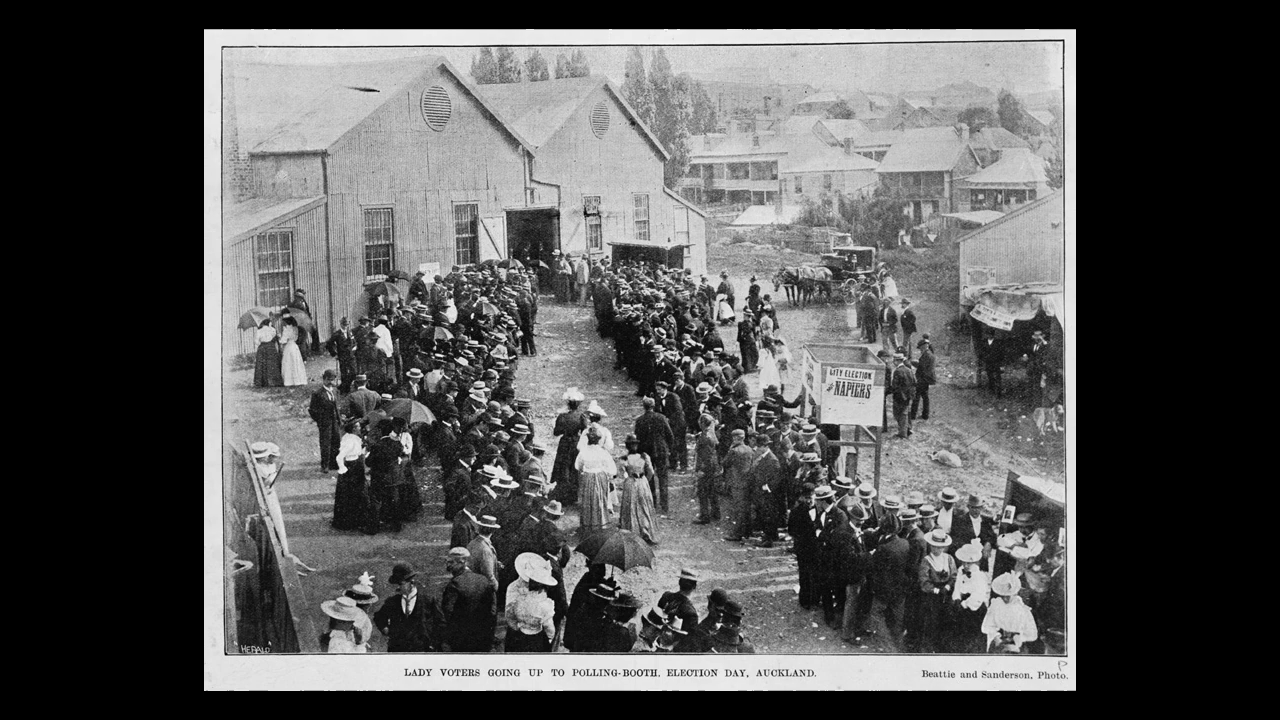 CITY ELECTION
NAPIERS
"HERALD"
LADY VOTERS GOING UP TO POLLING-BOOTH, ELECTION DAY, AUCKLAND.
Beattie and Sanderson, Photo.
P